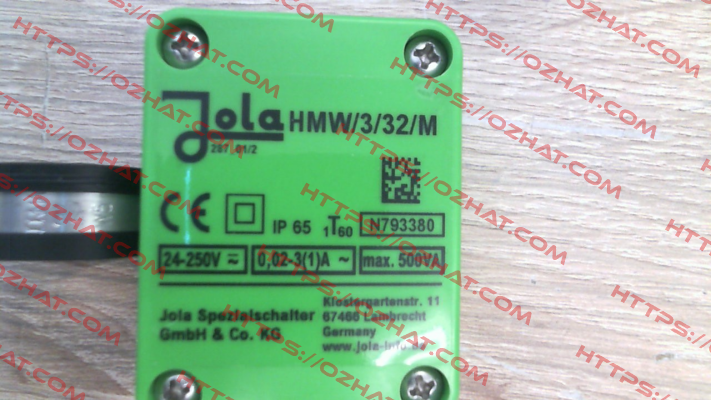 Jola HMW/3/32/M
CE IP 65 1T60 N793380
24-250V 0,02-3(1)A ~ max. 500VA
Jola Spezialschalter
GmbH & Co. KG
Klostergartenstr. 11
67466 Lambrecht
Germany
www.jola-info.de
HTTPS://OZHAT.COM